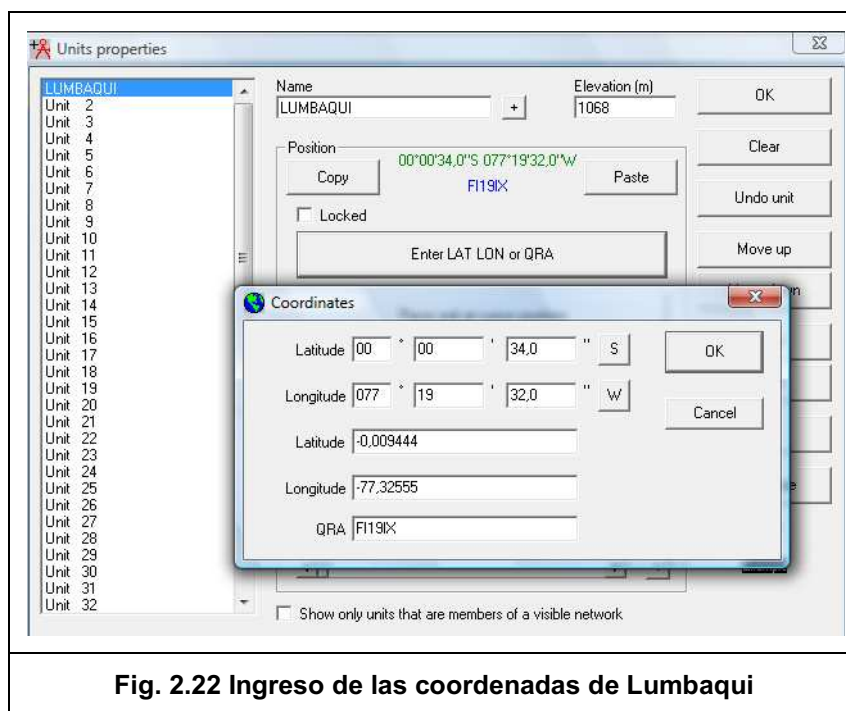 Units properties
LUMBAQUI
Unit 2
Unit 3
Unit 4
Unit 5
Unit 6
Unit 7
Unit 8
Unit 9
Unit 10
Unit 11
Unit 12
Unit 13
Unit 14
Unit 15
Unit 16
Unit 17
Unit 18
Unit 19
Unit 20
Unit 21
Unit 22
Unit 23
Unit 24
Unit 25
Unit 26
Unit 27
Unit 28
Unit 29
Unit 30
Unit 31
Unit 32
Name
LUMBAQUI
+
Elevation (m)
1068
Position
Copy
00°00'34,0''S 077°19'32,0''W
FI19IX
Paste
Locked
Enter LAT LON or QRA
OK
Clear
Undo unit
Move up
Coordinates
Latitude 00 ° 00 ' 34,0 " S
Longitude 077 ° 19 ' 32,0 " W
Latitude -0,009444
Longitude -77,32555
QRA FI19IX
OK
Cancel
Show only units that are members of a visible network
Fig. 2.22 Ingreso de las coordenadas de Lumbaqui